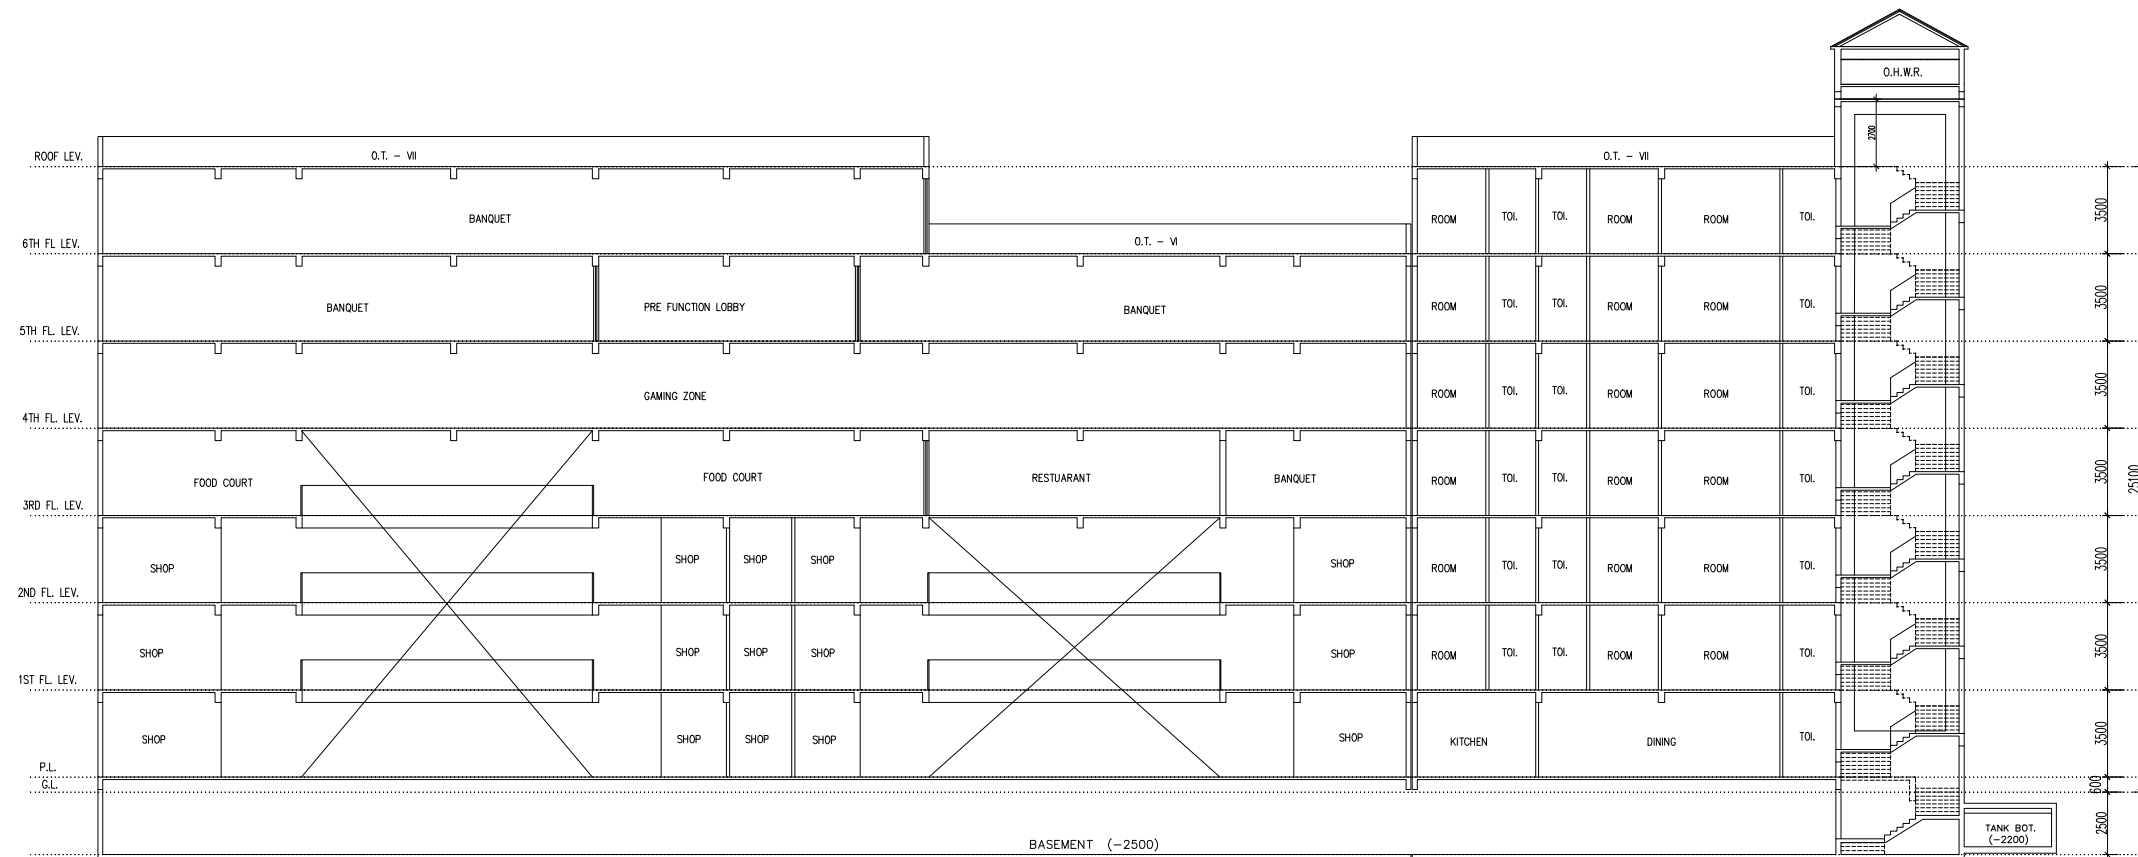 O.H.W.R.
2700
ROOF LEV.
O.T. - VII
O.T. - VII
BANQUET
ROOM
TOI.
TOI.
ROOM
ROOM
TOI.
3500
6TH FL LEV.
O.T. - VI
BANQUET
PRE FUNCTION LOBBY
BANQUET
ROOM
TOI.
TOI.
ROOM
ROOM
TOI.
3500
5TH FL. LEV.
GAMING ZONE
ROOM
TOI.
TOI.
ROOM
ROOM
TOI.
3500
4TH FL. LEV.
FOOD COURT
FOOD COURT
RESTUARANT
BANQUET
ROOM
TOI.
TOI.
ROOM
ROOM
TOI.
3500
25100
3RD FL. LEV.
SHOP
SHOP
SHOP
SHOP
SHOP
ROOM
TOI.
TOI.
ROOM
ROOM
TOI.
3500
2ND FL. LEV.
SHOP
SHOP
SHOP
SHOP
SHOP
ROOM
TOI.
TOI.
ROOM
ROOM
TOI.
3500
1ST FL. LEV.
SHOP
SHOP
SHOP
SHOP
SHOP
KITCHEN
DINING
TOI.
3500
P.L.
G.L.
600
BASEMENT (-2500)
TANK BOT.
(-2200)
2500